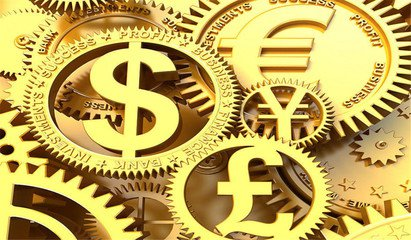 INVESTMENTS SUCCESS PROFIT BUSINESS FINANCE BANK
$
INVESTMENTS SUCCESS PROFIT BUSINESS
€
¥
£